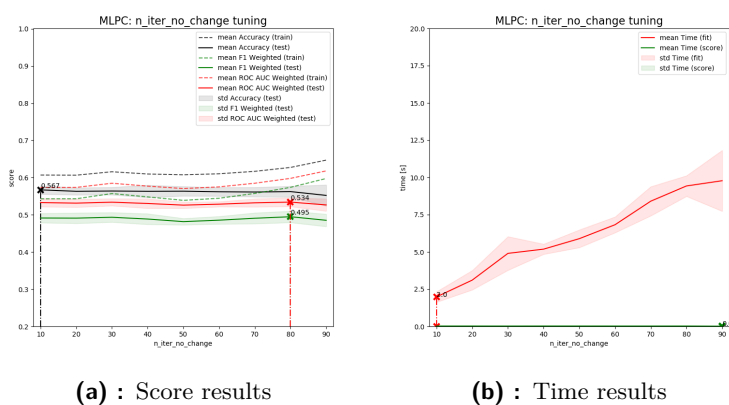 MLPC: n_iter_no_change tuning
1.0
0.9
0.8
0.7
0.6
0.5
0.4
0.3
0.2
score
mean Accuracy (train)
mean Accuracy (test)
mean F1 Weighted (train)
mean F1 Weighted (test)
mean ROC AUC Weighted (train)
mean ROC AUC Weighted (test)
std Accuracy (test)
std F1 Weighted (test)
std ROC AUC Weighted (test)
0.567
0.534
0.495
10 20 30 40 50 60 70 80 90
n_iter_no_change
(a) : Score results
MLPC: n_iter_no_change tuning
20.0
17.5
15.0
12.5
10.0
7.5
5.0
2.5
0.0
time [s]
mean Time (fit)
mean Time (score)
std Time (fit)
std Time (score)
10 20 30 40 50 60 70 80 90
n_iter_no_change
(b) : Time results